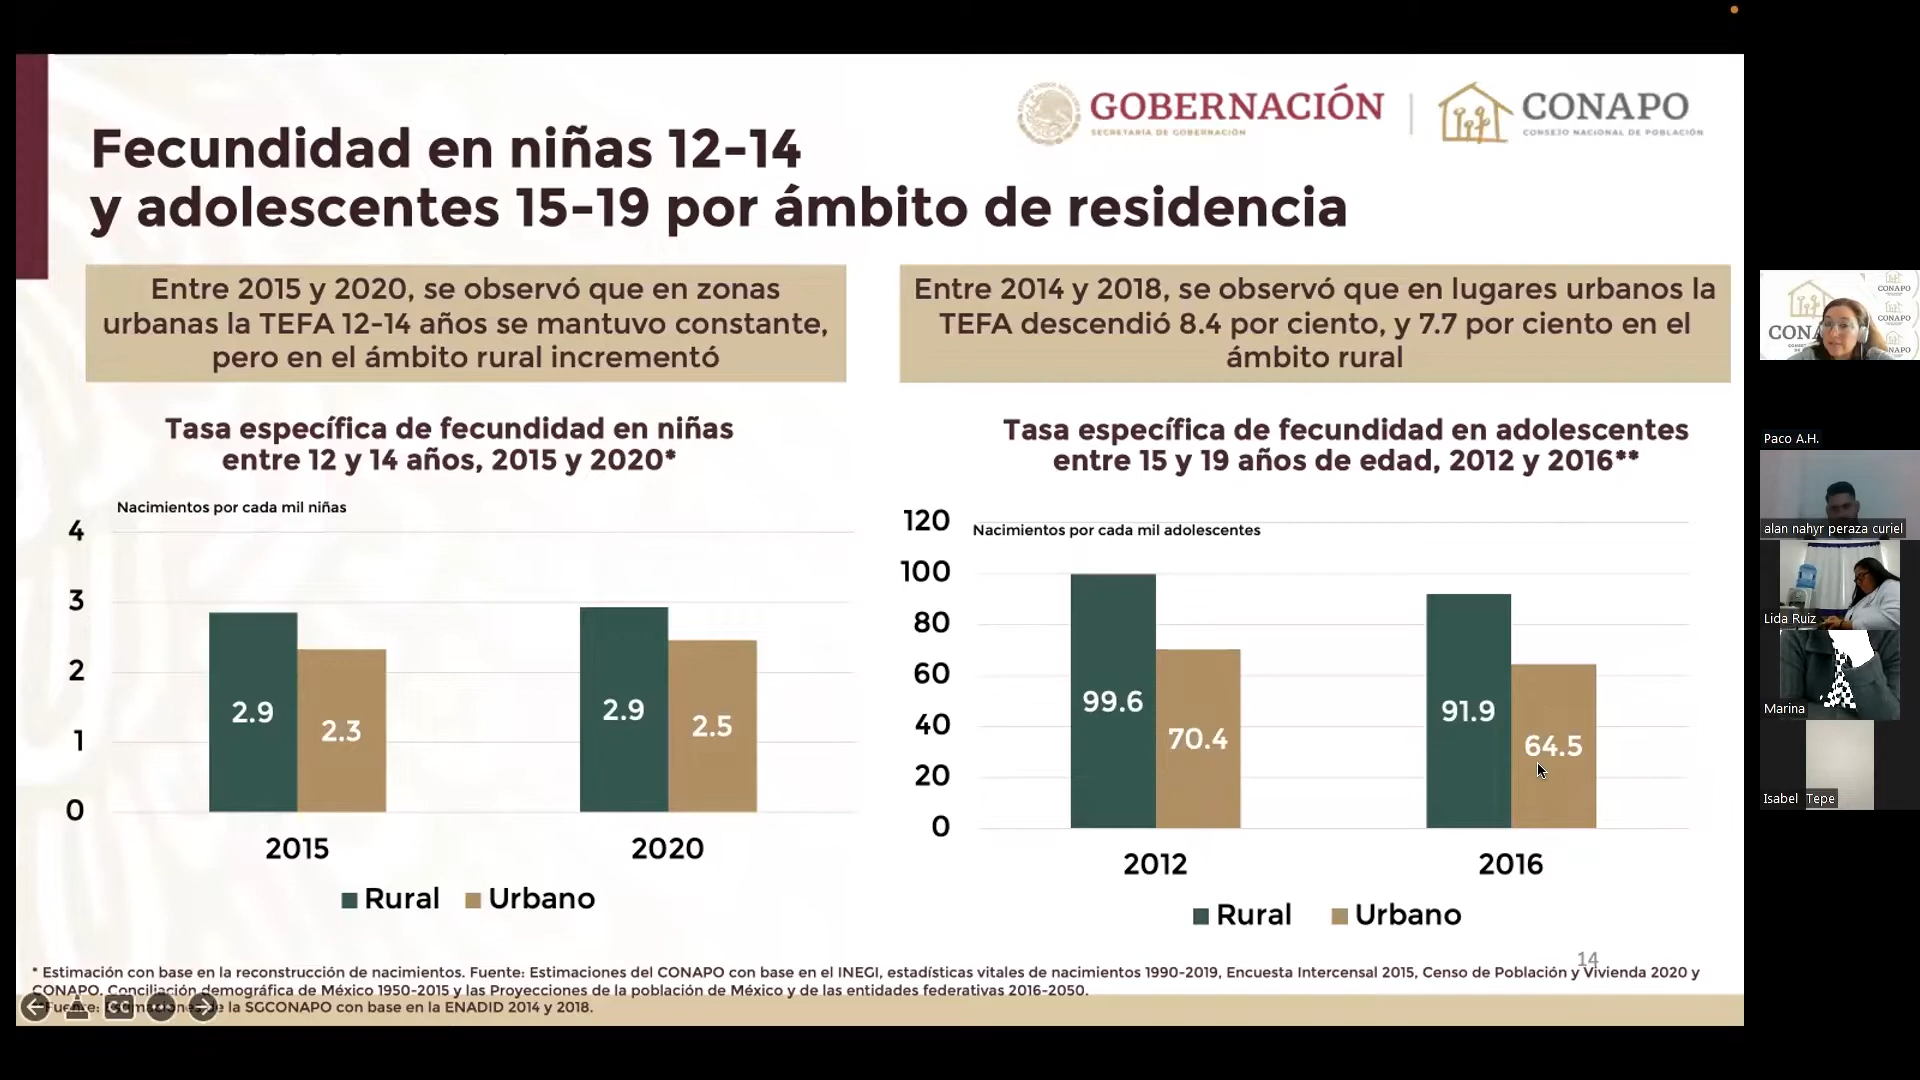 GOBERNACIÓN
SECRETARÍA DE GOBERNACIÓN
CONAPO
CONSEJO NACIONAL DE POBLACIÓN
Fecundidad en niñas 12-14
y adolescentes 15-19 por ámbito de residencia
Entre 2015 y 2020, se observó que en zonas
urbanas la TEFA 12-14 años se mantuvo constante,
pero en el ámbito rural incrementó
Entre 2014 y 2018, se observó que en lugares urbanos la
TEFA descendió 8.4 por ciento, y 7.7 por ciento en el
ámbito rural
Tasa específica de fecundidad en niñas
entre 12 y 14 años, 2015 y 2020*
Nacimientos por cada mil niñas
4
3
2
1
0
2.9
2.3
2.9
2.5
2015
2020
Rural
Urbano
Tasa específica de fecundidad en adolescentes
entre 15 y 19 años de edad, 2012 y 2016**
Nacimientos por cada mil adolescentes
120
100
80
60
40
20
0
99.6
70.4
91.9
64.5
2012
2016
Rural
Urbano
14
* Estimación con base en la reconstrucción de nacimientos. Fuente: Estimaciones del CONAPO con base en el INEGI, estadísticas vitales de nacimientos 1990-2019, Encuesta Intercensal 2015, Censo de Población y Vivienda 2020 y
CONAPO. Conciliación demográfica de México 1950-2015 y las Proyecciones de la población de México y de las entidades federativas 2016-2050.
la SGCONAPO con base en la ENADID 2014 y 2018.
CONAPO
CONAPO
Paco A.H.
alan nahyr peraza curiel
Lida Ruiz
Marina
Isabel Tepe